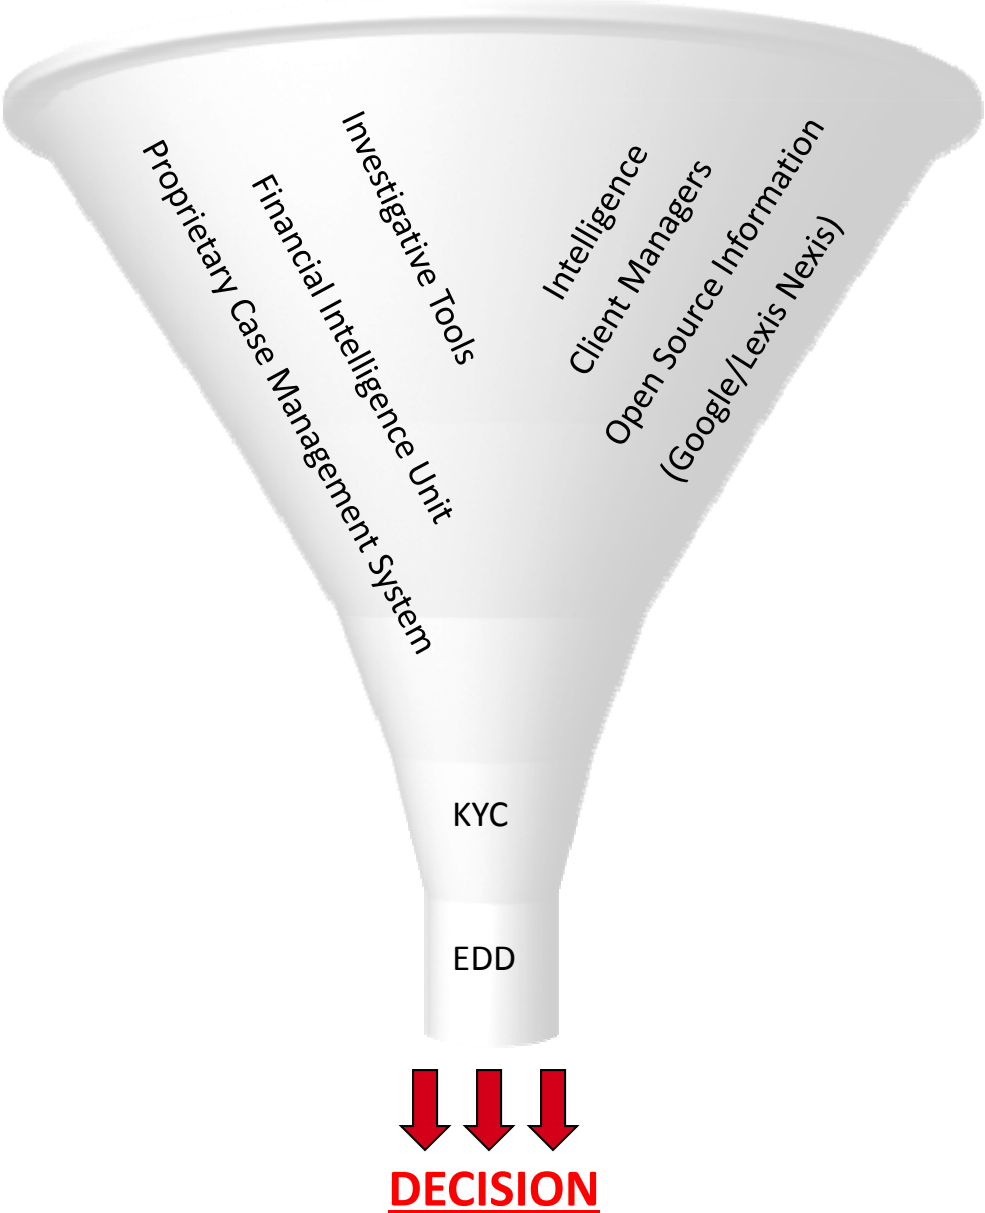 Proprietary Case Management System
Financial Intelligence Unit
Investigative Tools
Intelligence
Client Managers
Open Source Information
(Google/Lexis Nexis)
KYC
EDD
DECISION